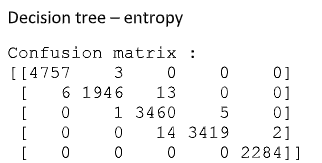 Decision tree – entropy
Confusion matrix :
[[4757 3 0 0 0]
[ 6 1946 13 0 0]
[ 0 1 3460 5 0]
[ 0 0 14 3419 2]
[ 0 0 0 0 2284]]